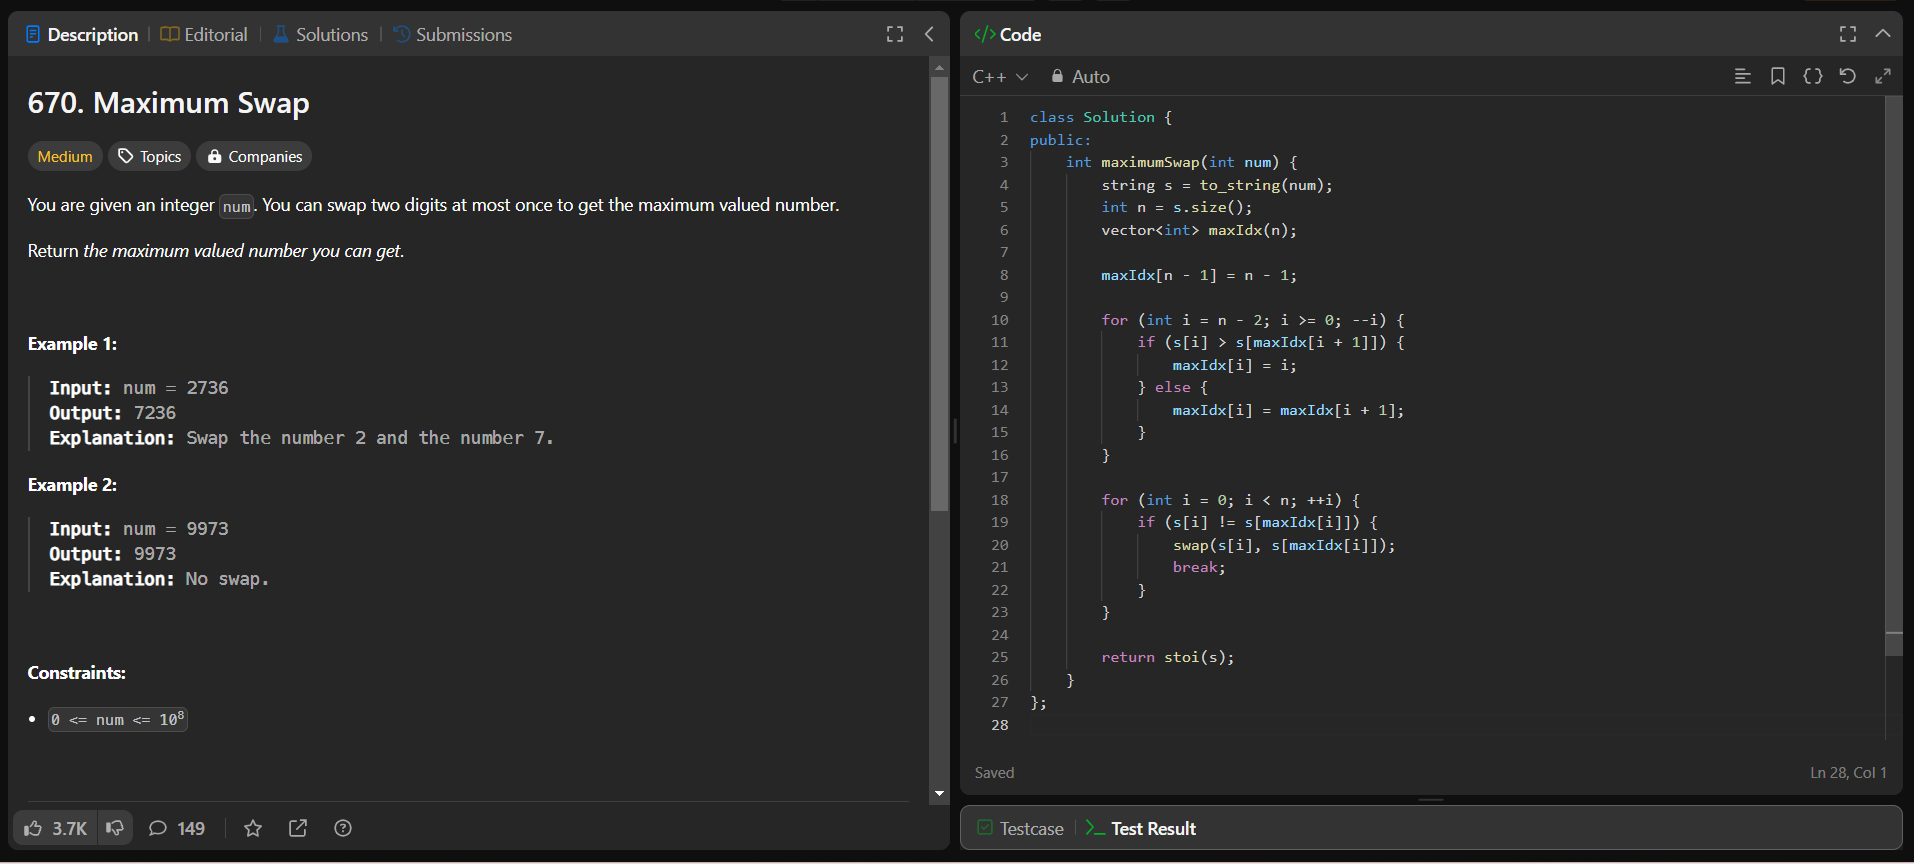 Description
Editorial
Solutions
Submissions
670. Maximum Swap
Medium
Topics
Companies
You are given an integer num. You can swap two digits at most once to get the maximum valued number.
Return the maximum valued number you can get.
Example 1:
Input: num = 2736
Output: 7236
Explanation: Swap the number 2 and the number 7.
Example 2:
Input: num = 9973
Output: 9973
Explanation: No swap.
Constraints:
• 0 <= num <= 10⁸
3.7K
149
</> Code
C++
Auto
1 class Solution {
2 public:
3     int maximumSwap(int num) {
4         string s = to_string(num);
5         int n = s.size();
6         vector<int> maxIdx(n);
7
8         maxIdx[n - 1] = n - 1;
9
10         for (int i = n - 2; i >= 0; --i) {
11             if (s[i] > s[maxIdx[i + 1]]) {
12                 maxIdx[i] = i;
13             } else {
14                 maxIdx[i] = maxIdx[i + 1];
15             }
16         }
17
18         for (int i = 0; i < n; ++i) {
19             if (s[i] != s[maxIdx[i]]) {
20                 swap(s[i], s[maxIdx[i]]);
21                 break;
22             }
23         }
24
25         return stoi(s);
26     }
27 };
28
Saved
Ln 28, Col 1
Testcase
Test Result